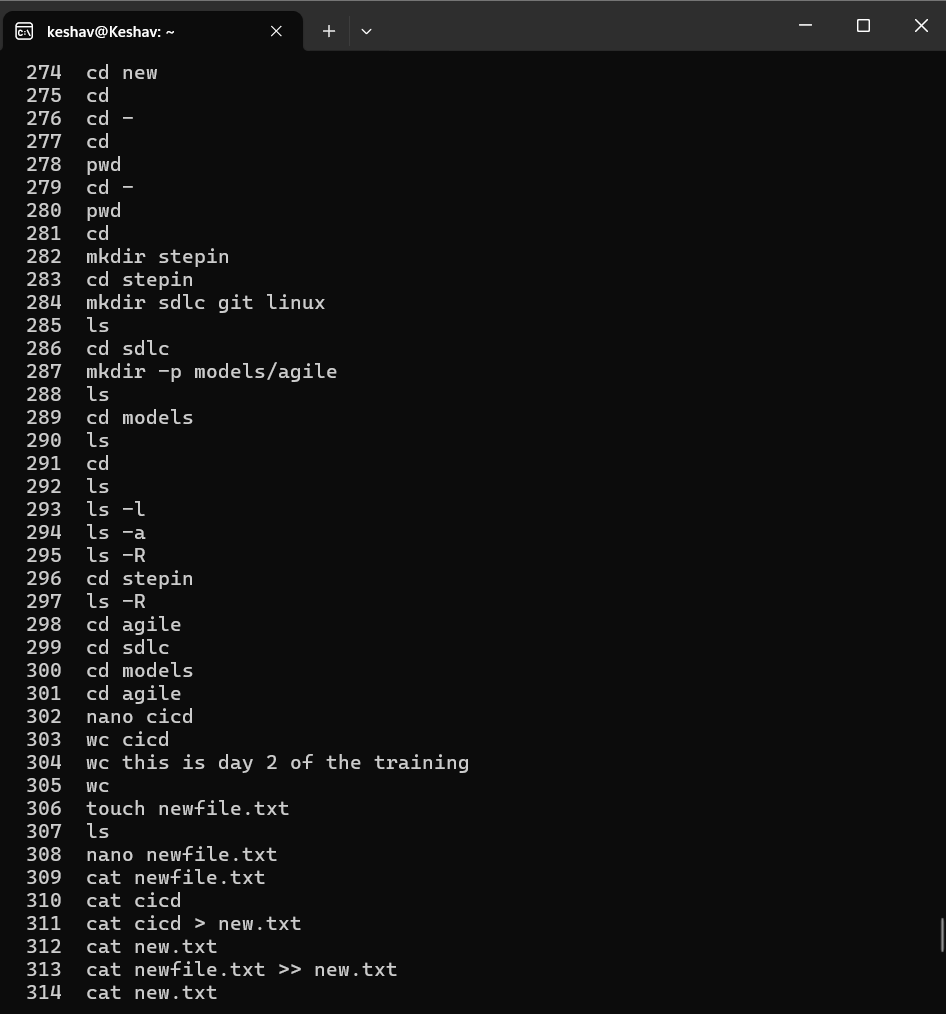 keshav@Keshav: ~
274 cd new
275 cd
276 cd -
277 cd
278 pwd
279 cd -
280 pwd
281 cd
282 mkdir stepin
283 cd stepin
284 mkdir sdlc git linux
285 ls
286 cd sdlc
287 mkdir -p models/agile
288 ls
289 cd models
290 ls
291 cd
292 ls
293 ls -l
294 ls -a
295 ls -R
296 cd stepin
297 ls -R
298 cd agile
299 cd sdlc
300 cd models
301 cd agile
302 nano cicd
303 wc cicd
304 wc this is day 2 of the training
305 wc
306 touch newfile.txt
307 ls
308 nano newfile.txt
309 cat newfile.txt
310 cat cicd
311 cat cicd > new.txt
312 cat new.txt
313 cat newfile.txt >> new.txt
314 cat new.txt